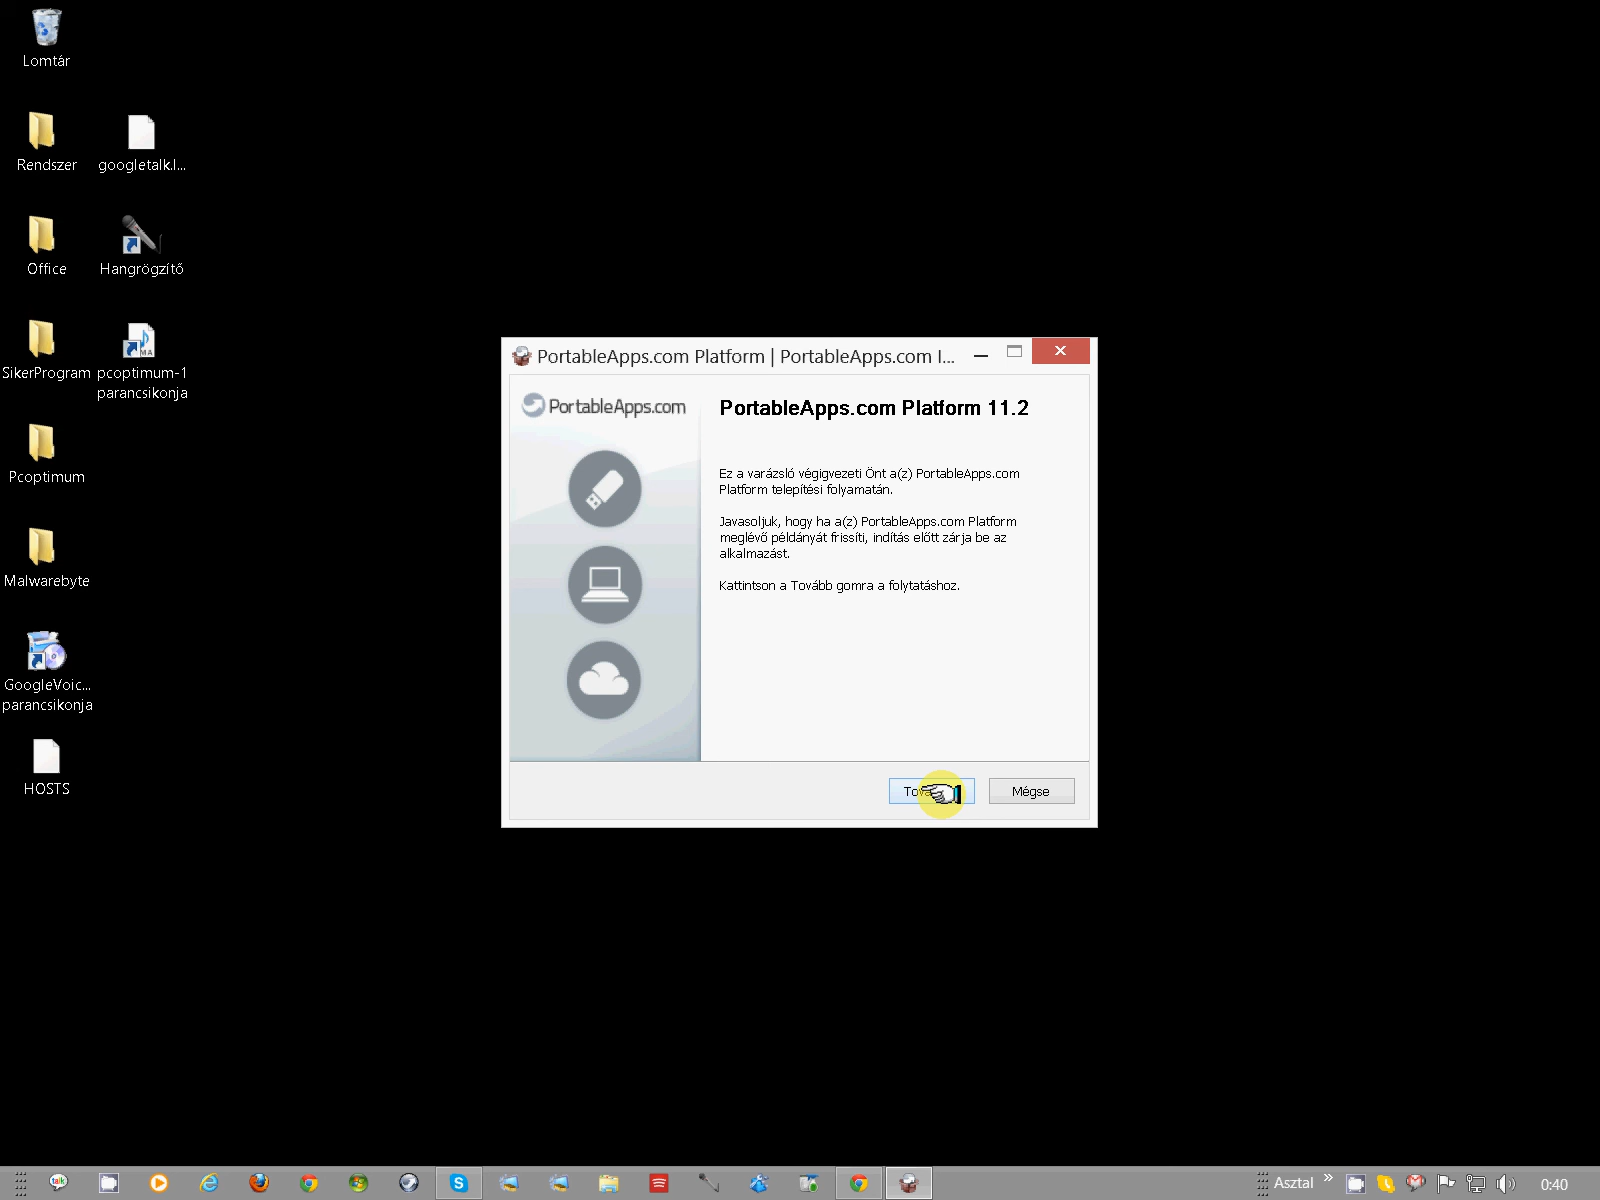 Lomtár
Rendszer
googletalk.l...
Office
Hangrögzítő
SikerProgram
pcoptimum-1
parancsikonja
Pcoptimum
Malwarebyte
GoogleVoic...
parancsikonja
HOSTS
PortableApps.com Platform | PortableApps.com I...
PortableApps.com
PortableApps.com Platform 11.2
Ez a varázsló végigvezeti Önt a(z) PortableApps.com
Platform telepítési folyamatán.
Javasoljuk, hogy ha a(z) PortableApps.com Platform
meglévő példányát frissíti, indítás előtt zárja be az
alkalmazást.
Kattintson a Tovább gomra a folytatáshoz.
Mégse
talk
Asztal
0:40